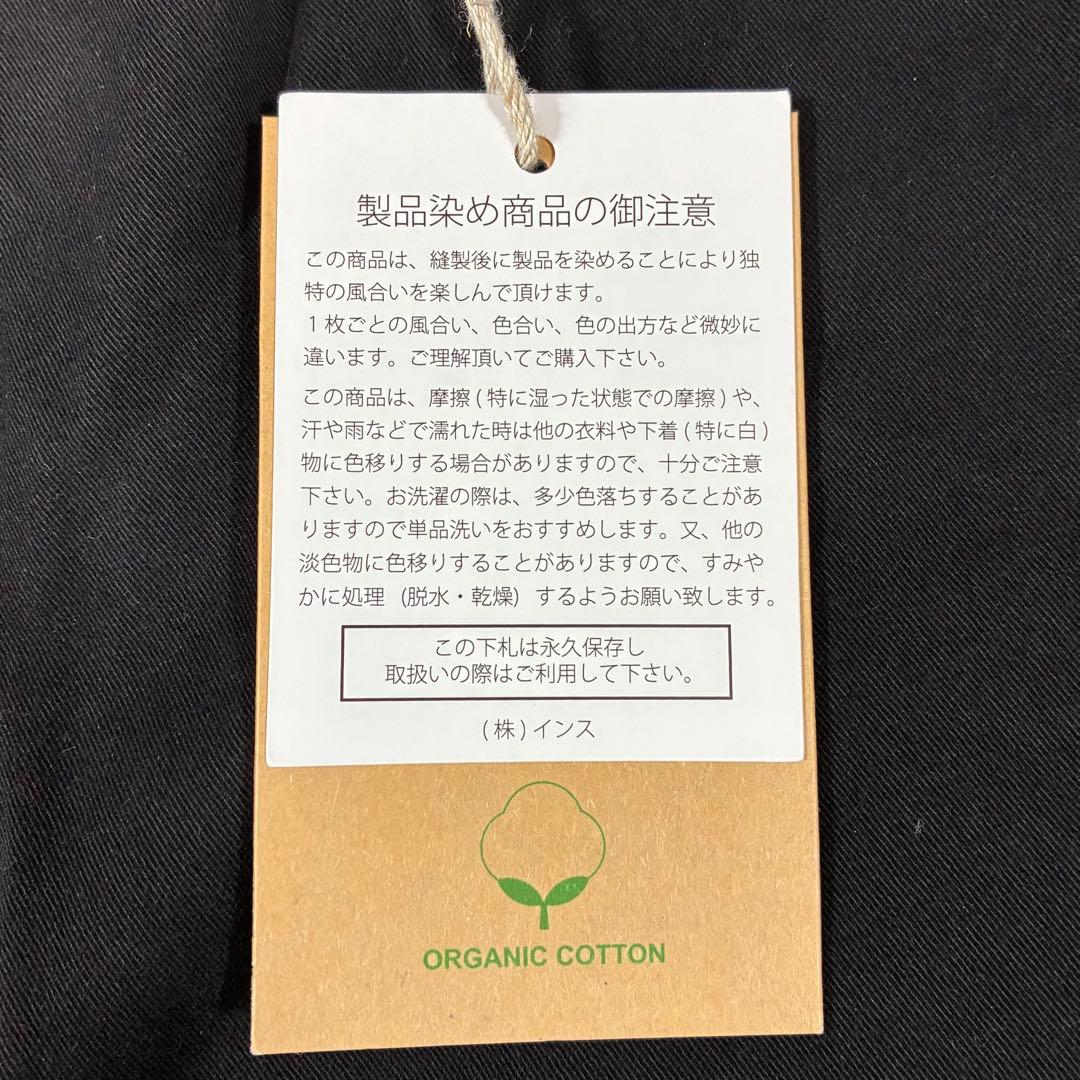 製品染め商品の御注意
この商品は、縫製後に製品を染めることにより独
特の風合いを楽しんで頂けます。
1枚ごとの風合い、色合い、色の出方など微妙に
違います。ご理解頂いてご購入下さい。
この商品は、摩擦(特に湿った状態での摩擦)や、
汗や雨などで濡れた時は他の衣料や下着(特に白)
物に色移りする場合がありますので、十分ご注意
下さい。お洗濯の際は、多少色落ちすることがあ
りますので単品洗いをおすすめします。又、他の
淡色物に色移りすることがありますので、すみや
かに処理（脱水・乾燥）するようお願い致します。
この下札は永久保存し
取扱いの際はご利用して下さい。
(株)インス
ORGANIC COTTON